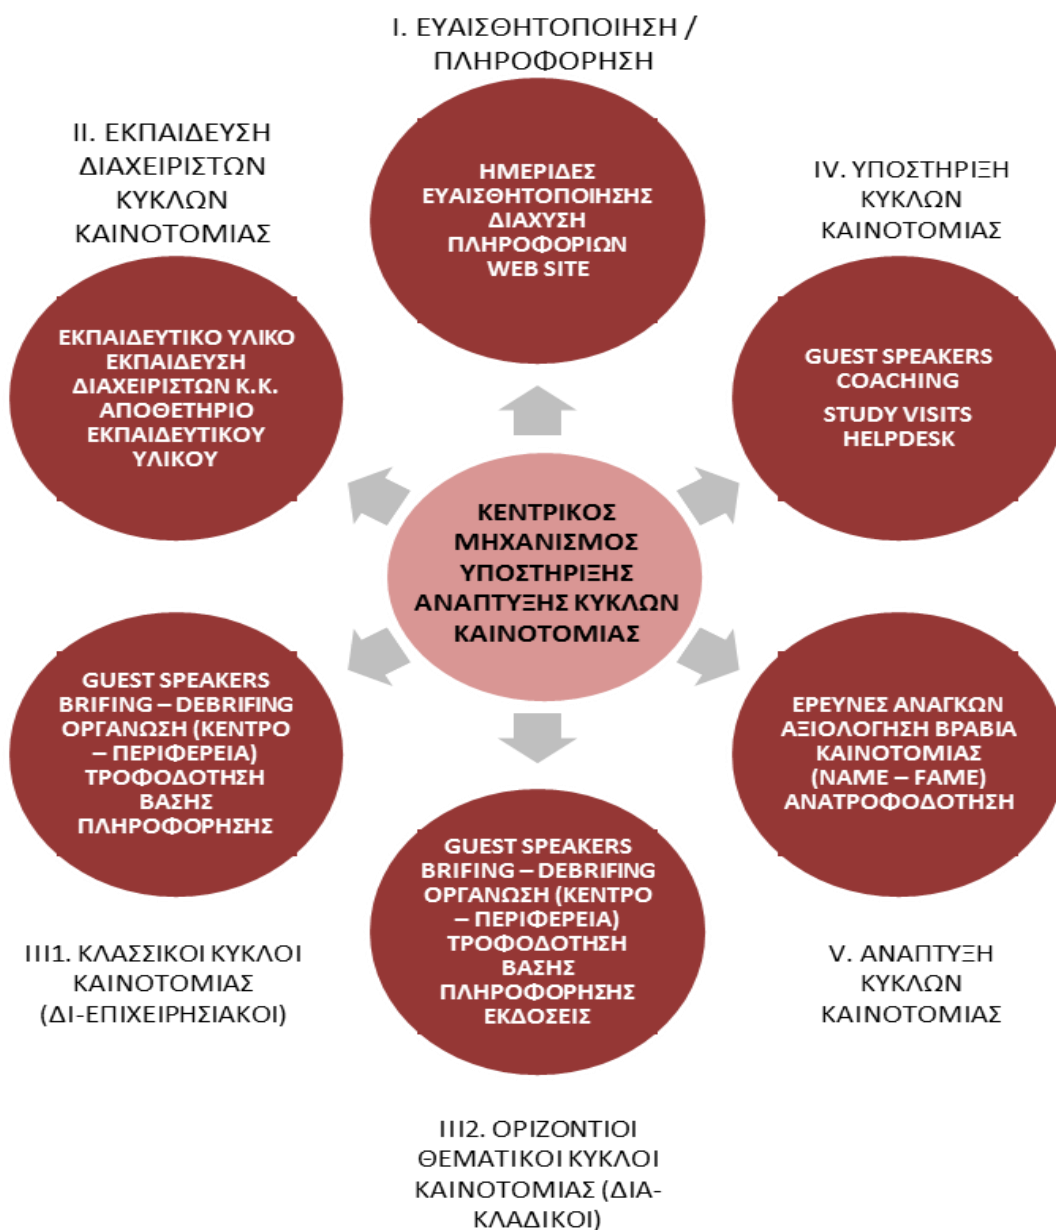 I. ΕΥΑΙΣΘΗΤΟΠΟΙΗΣΗ /
ΠΛΗΡΟΦΟΡΗΣΗ
ΗΜΕΡΙΔΕΣ
ΕΥΑΙΣΘΗΤΟΠΟΙΗΣΗΣ
ΔΙΑΧΥΣΗ
ΠΛΗΡΟΦΟΡΙΩΝ
WEB SITE
II. ΕΚΠΑΙΔΕΥΣΗ
ΔΙΑΧΕΙΡΙΣΤΩΝ
ΚΥΚΛΩΝ
ΚΑΙΝΟΤΟΜΙΑΣ
ΕΚΠΑΙΔΕΥΤΙΚΟ ΥΛΙΚΟ
ΕΚΠΑΙΔΕΥΣΗ
ΔΙΑΧΕΙΡΙΣΤΩΝ Κ.Κ.
ΑΠΟΘΕΤΗΡΙΟ
ΕΚΠΑΙΔΕΥΤΙΚΟΥ
ΥΛΙΚΟΥ
IV. ΥΠΟΣΤΗΡΙΞΗ
ΚΥΚΛΩΝ
ΚΑΙΝΟΤΟΜΙΑΣ
GUEST SPEAKERS
COACHING
STUDY VISITS
HELPDESK
ΚΕΝΤΡΙΚΟΣ
ΜΗΧΑΝΙΣΜΟΣ
ΥΠΟΣΤΗΡΙΞΗΣ
ΑΝΑΠΤΥΞΗΣ ΚΥΚΛΩΝ
ΚΑΙΝΟΤΟΜΙΑΣ
GUEST SPEAKERS
BRIFING – DEBRIFING
ΟΡΓΑΝΩΣΗ (ΚΕΝΤΡΟ
– ΠΕΡΙΦΕΡΕΙΑ)
ΤΡΟΦΟΔΟΤΗΣΗ
ΒΑΣΗΣ
ΠΛΗΡΟΦΟΡΗΣΗΣ
III1. ΚΛΑΣΣΙΚΟΙ ΚΥΚΛΟΙ
ΚΑΙΝΟΤΟΜΙΑΣ
(ΔΙ-ΕΠΙΧΕΙΡΗΣΙΑΚΟΙ)
ΕΡΕΥΝΕΣ ΑΝΑΓΚΩΝ
ΑΞΙΟΛΟΓΗΣΗ ΒΡΑΒΙΑ
ΚΑΙΝΟΤΟΜΙΑΣ
(NAME – FAME)
ΑΝΑΤΡΟΦΟΔΟΤΗΣΗ
V. ΑΝΑΠΤΥΞΗ
ΚΥΚΛΩΝ
ΚΑΙΝΟΤΟΜΙΑΣ
GUEST SPEAKERS
BRIFING – DEBRIFING
ΟΡΓΑΝΩΣΗ (ΚΕΝΤΡΟ
– ΠΕΡΙΦΕΡΕΙΑ)
ΤΡΟΦΟΔΟΤΗΣΗ
ΒΑΣΗΣ
ΠΛΗΡΟΦΟΡΗΣΗΣ
ΕΚΔΟΣΕΙΣ
III2. ΟΡΙΖΟΝΤΙΟΙ
ΘΕΜΑΤΙΚΟΙ ΚΥΚΛΟΙ
ΚΑΙΝΟΤΟΜΙΑΣ (ΔΙΑ-
ΚΛΑΔΙΚΟΙ)